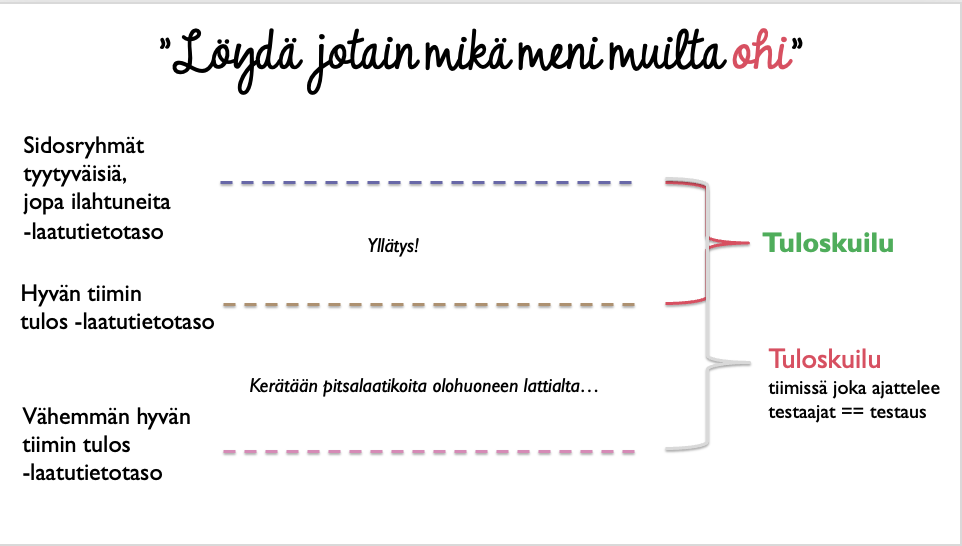 "Löydä jotain mikä meni muilta ohi"
Sidosryhmät
tyytyväisiä,
jopa ilahtuneita
-laatutietotaso
Yllätys!
Tuloskuilu
Hyvän tiimin
tulos -laatutietotaso
Kerätään pitsalaatikoita olohuoneen lattialta…
Tuloskuilu
tiimissä joka ajattelee
testaajat == testaus
Vähemmän hyvän
tiimin tulos
-laatutietotaso